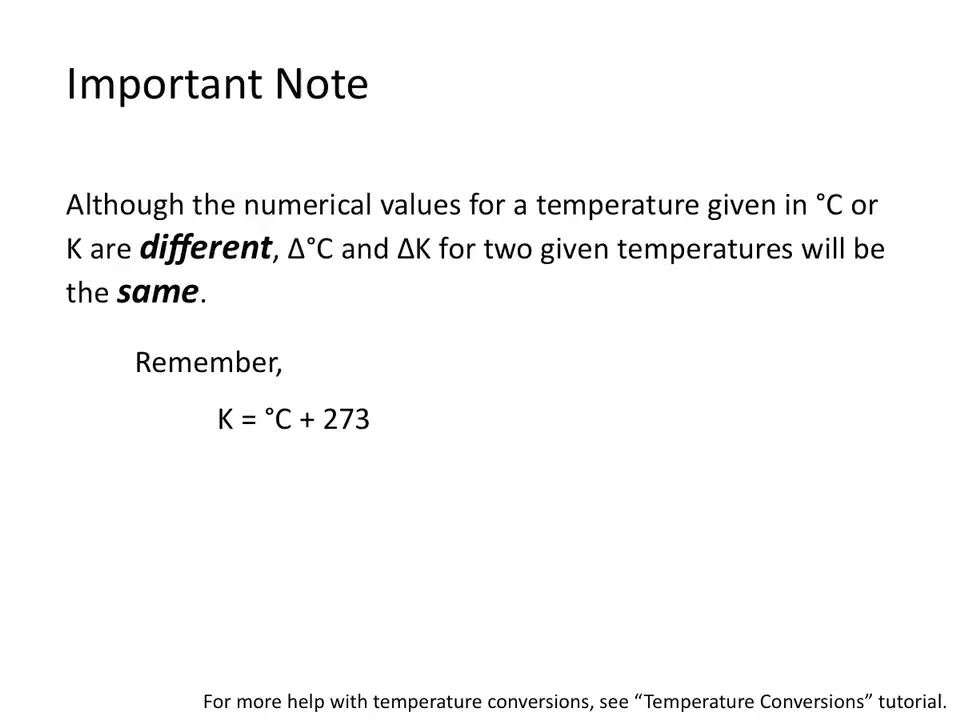 Important Note
Although the numerical values for a temperature given in °C or
K are different, Δ°C and ΔK for two given temperatures will be
the same.
Remember,
K = °C + 273
For more help with temperature conversions, see “Temperature Conversions” tutorial.